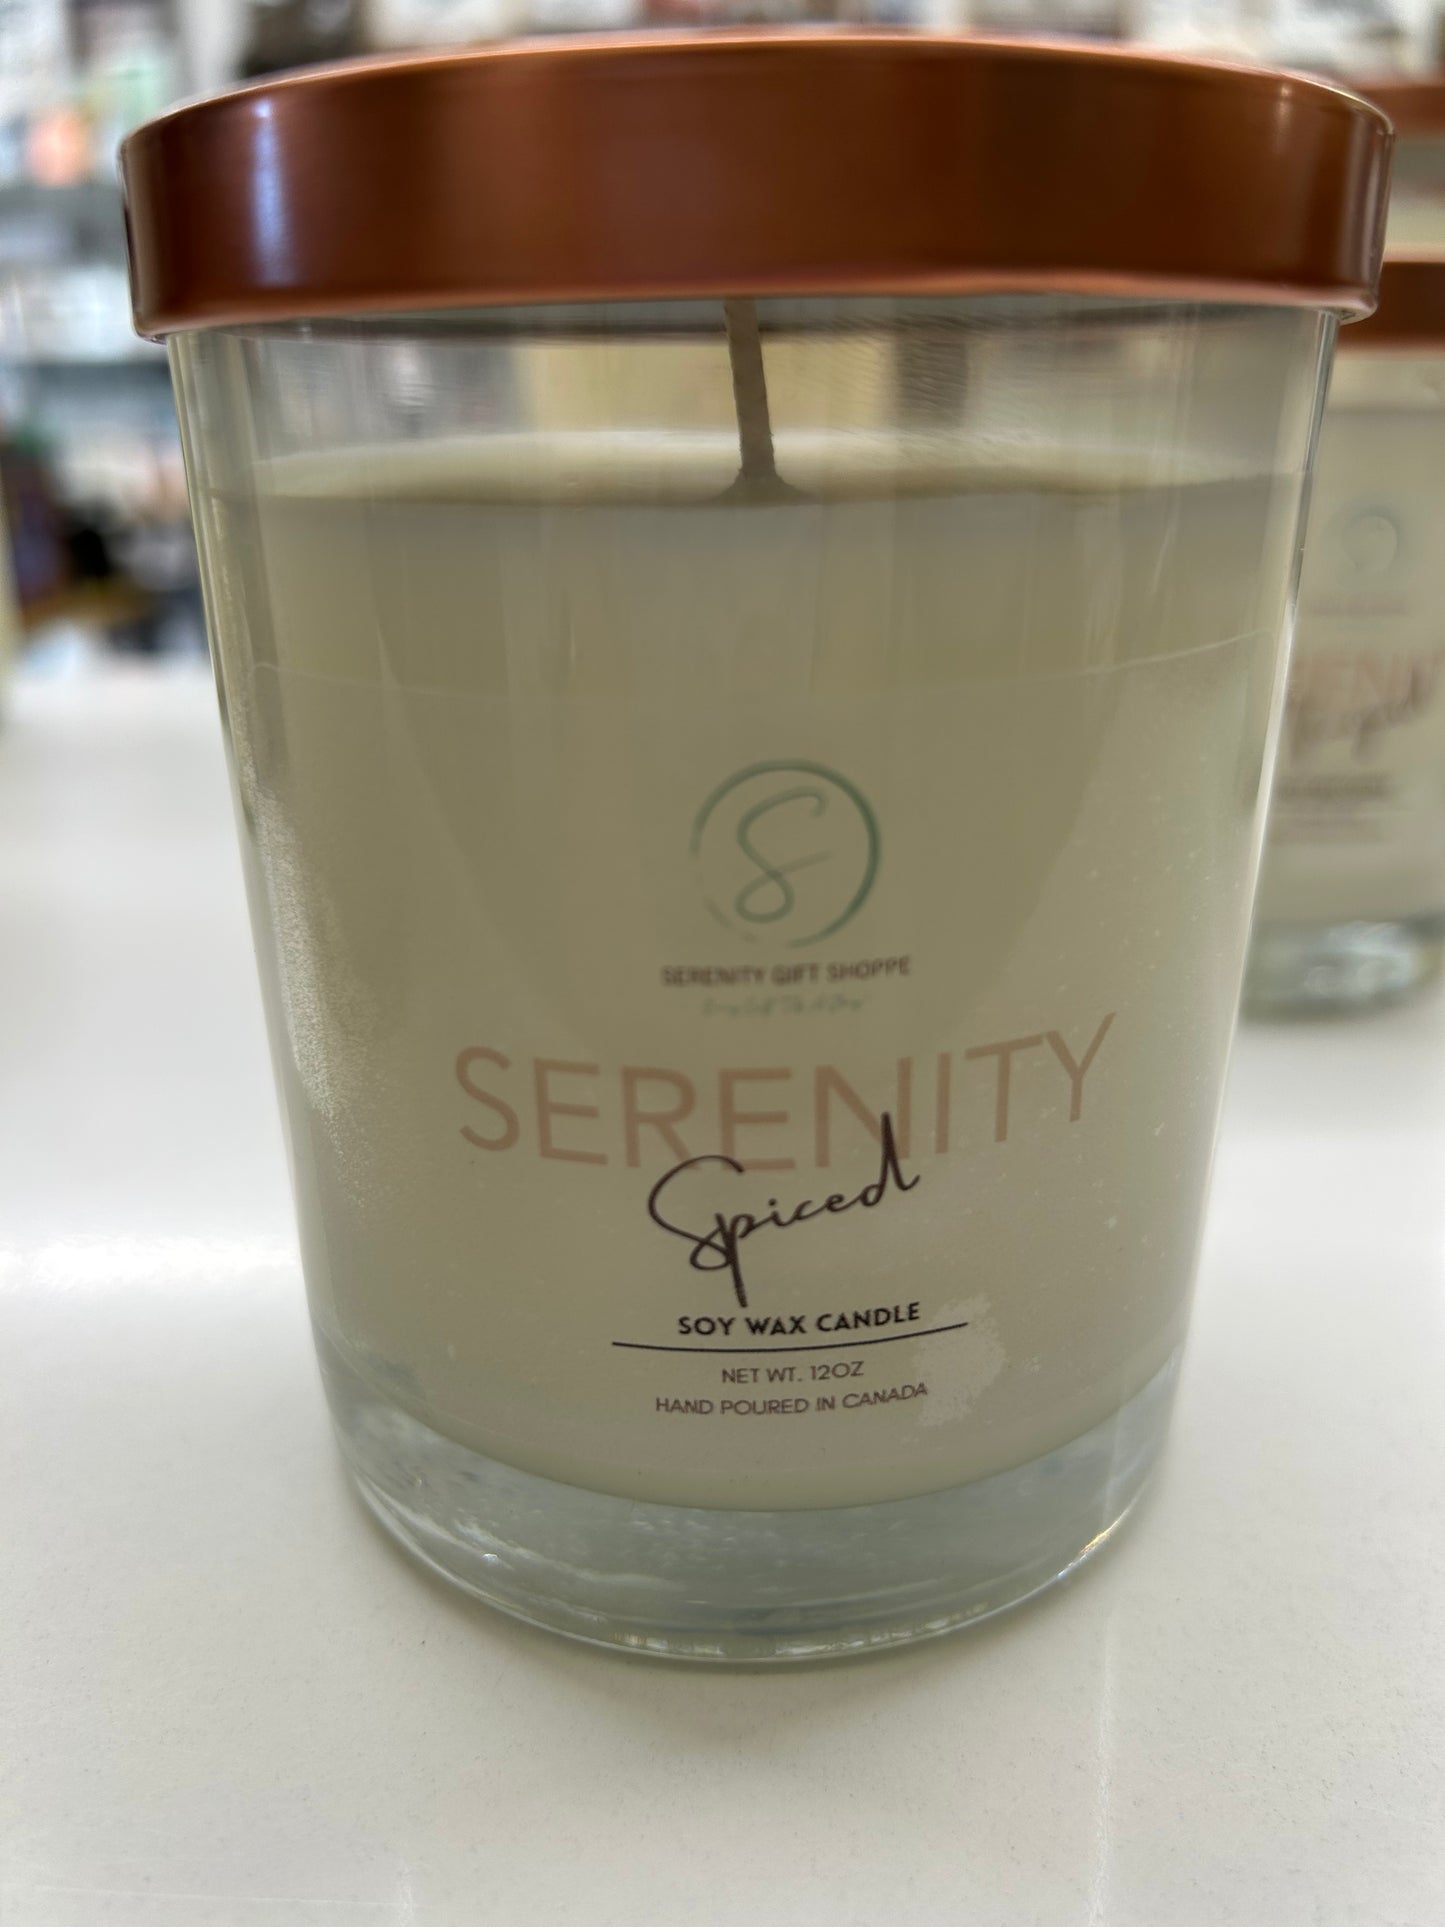 S
SERENITY GIFT SHOPPE
SERENITY
Spiced
SOY WAX CANDLE
NET WT. 12OZ
HAND POURED IN CANADA